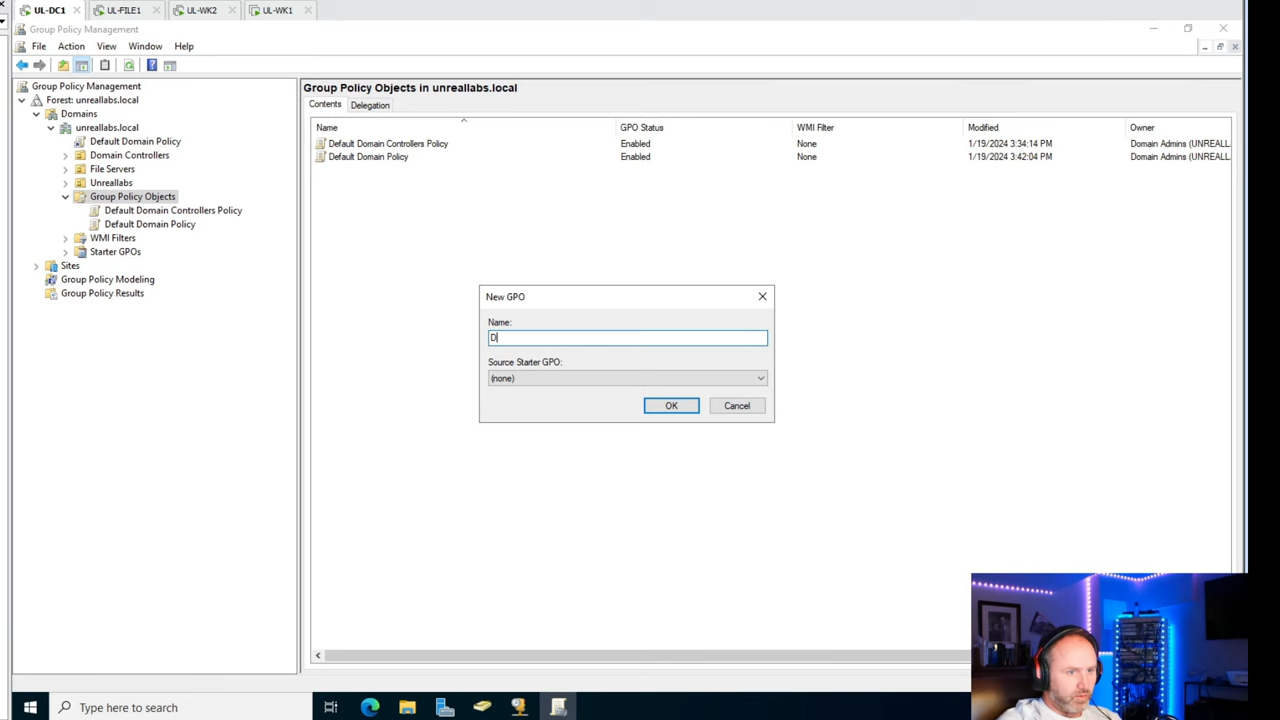 UL-DC1
UL-FILE1
UL-WK2
UL-WK1
Group Policy Management
File Action View Window Help
Group Policy Management
Forest: unreallabs.local
Domains
unreallabs.local
Default Domain Policy
Domain Controllers
File Servers
Unreallabs
Group Policy Objects
Default Domain Controllers Policy
Default Domain Policy
WMI Filters
Starter GPOs
Sites
Group Policy Modeling
Group Policy Results
Group Policy Objects in unreallabs.local
Contents Delegation
Name GPO Status WMI Filter Modified Owner
Default Domain Controllers Policy Enabled None 1/19/2024 3:34:14 PM Domain Admins (UNREALL
Default Domain Policy Enabled None 1/19/2024 3:42:04 PM Domain Admins (UNREALL
New GPO
Name:
D
Source Starter GPO:
(none)
OK Cancel
Type here to search